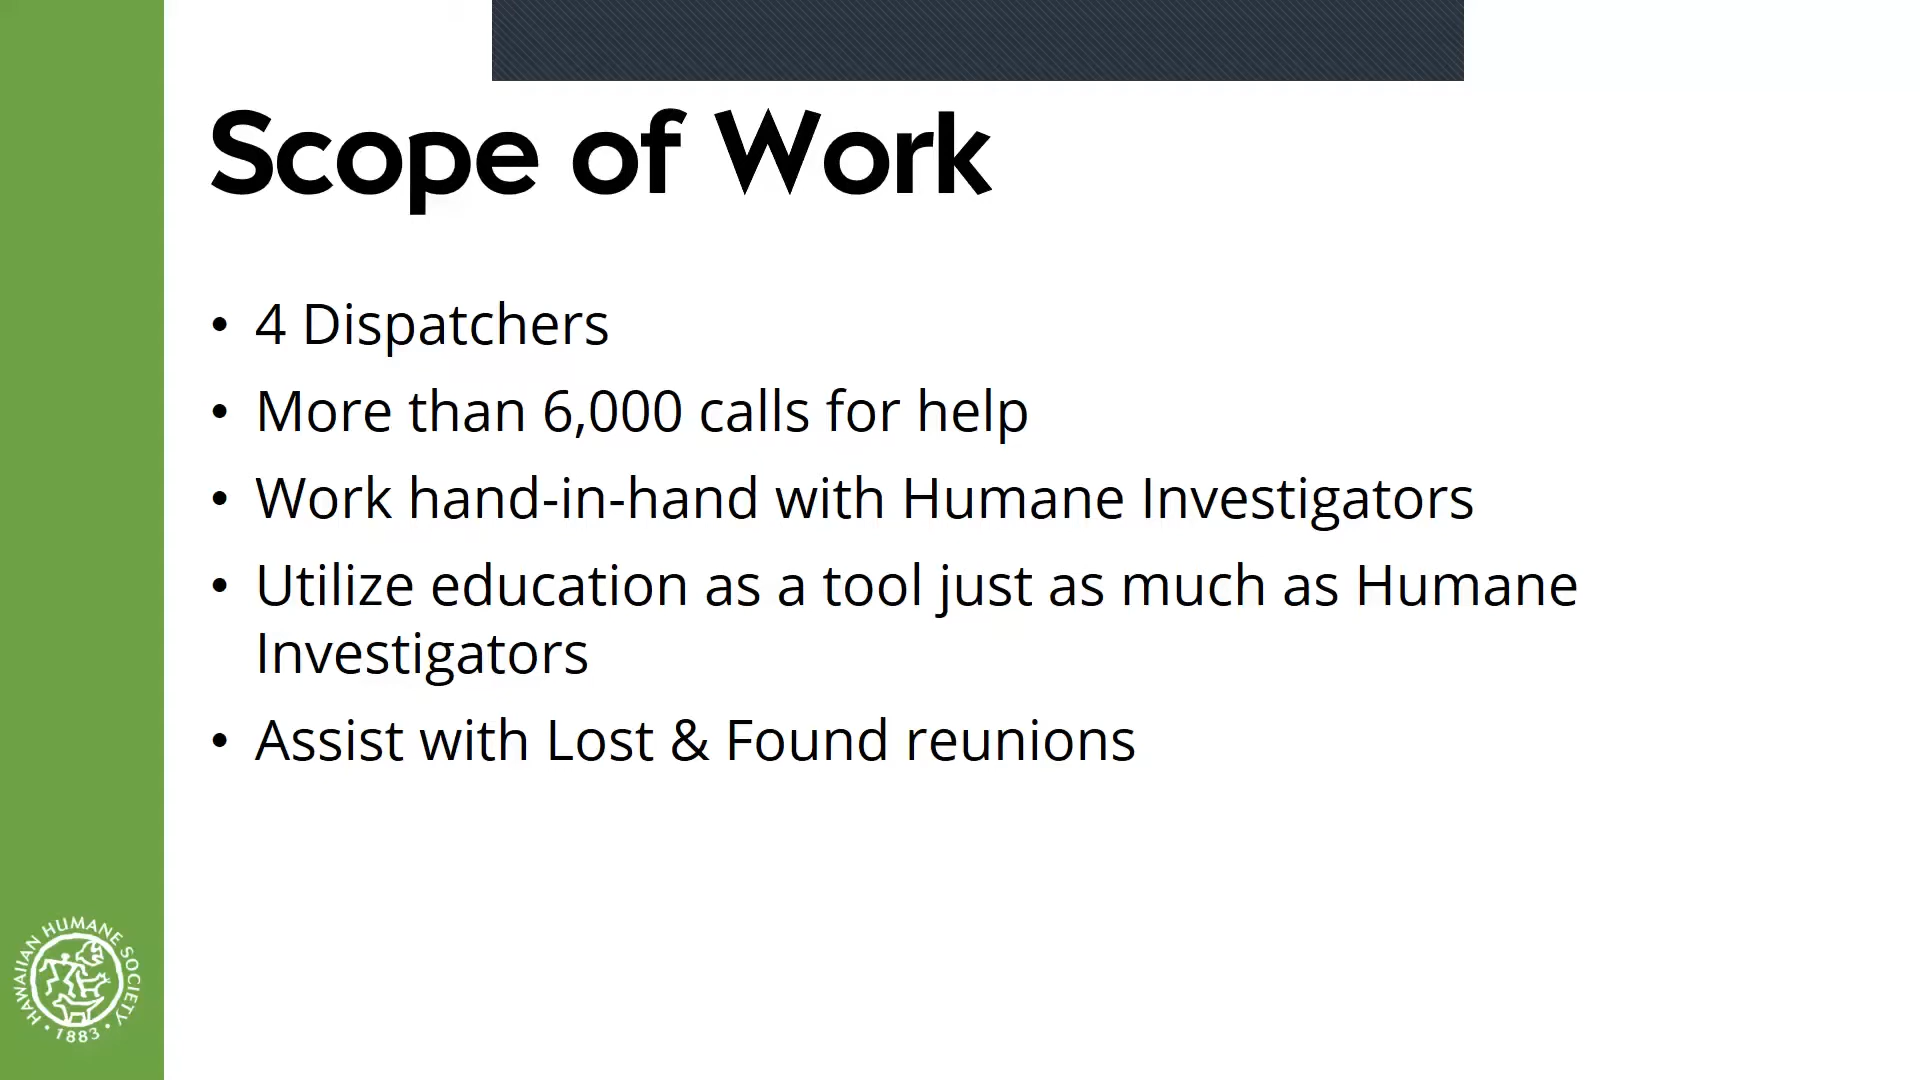 Scope of Work
• 4 Dispatchers
• More than 6,000 calls for help
• Work hand-in-hand with Humane Investigators
• Utilize education as a tool just as much as Humane
Investigators
• Assist with Lost & Found reunions
HAWAIIAN HUMANE SOCIETY
• 1883 •